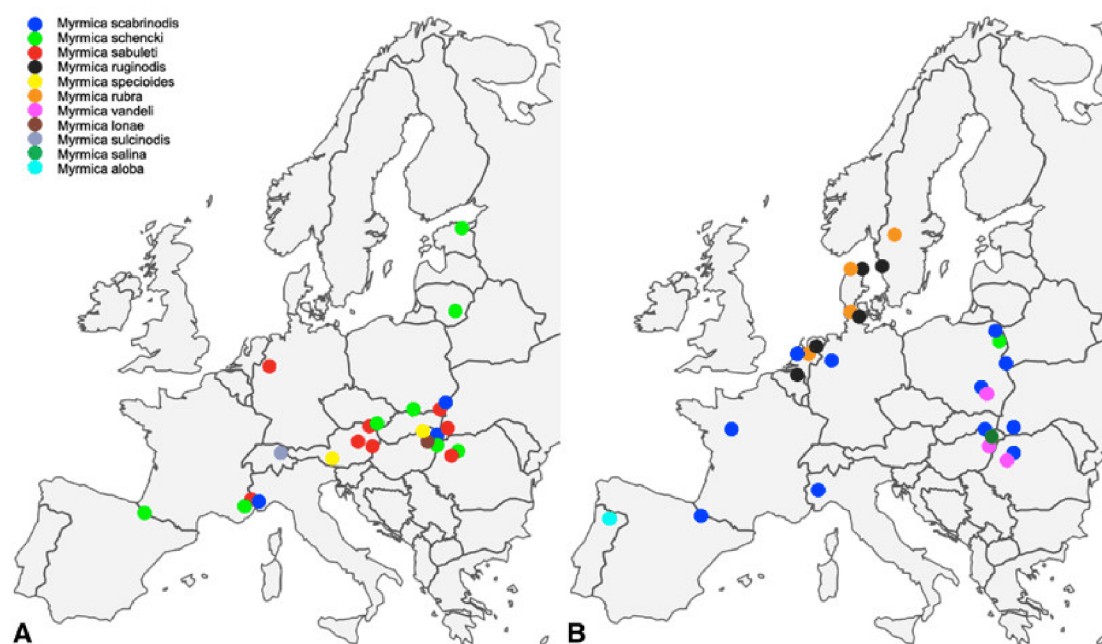 Myrmica scabrinodis
Myrmica schencki
Myrmica sabuleti
Myrmica ruginodis
Myrmica specioides
Myrmica rubra
Myrmica vandeli
Myrmica lonae
Myrmica sulcinodis
Myrmica salina
Myrmica aloba
A
B